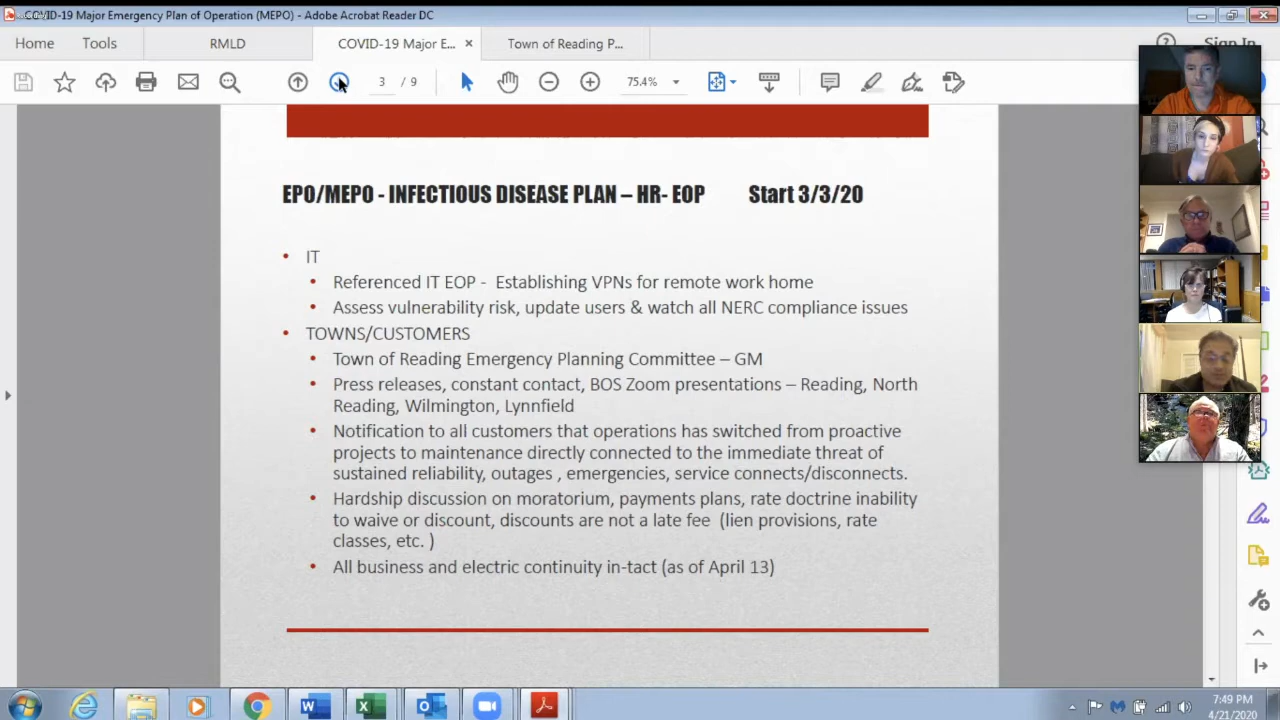 COVID-19 Major Emergency Plan of Operation (MEPO) - Adobe Acrobat Reader DC
Home
Tools
RMLD
COVID-19 Major E...
Town of Reading P...
Sign In
3 / 9
75.4%
EPO/MEPO - INFECTIOUS DISEASE PLAN – HR- EOP Start 3/3/20
• IT
• Referenced IT EOP - Establishing VPNs for remote work home
• Assess vulnerability risk, update users & watch all NERC compliance issues
• TOWNS/CUSTOMERS
• Town of Reading Emergency Planning Committee – GM
• Press releases, constant contact, BOS Zoom presentations – Reading, North
Reading, Wilmington, Lynnfield
• Notification to all customers that operations has switched from proactive
projects to maintenance directly connected to the immediate threat of
sustained reliability, outages , emergencies, service connects/disconnects.
• Hardship discussion on moratorium, payments plans, rate doctrine inability
to waive or discount, discounts are not a late fee (lien provisions, rate
classes, etc. )
• All business and electric continuity in-tact (as of April 13)
7:49 PM
4/21/2020